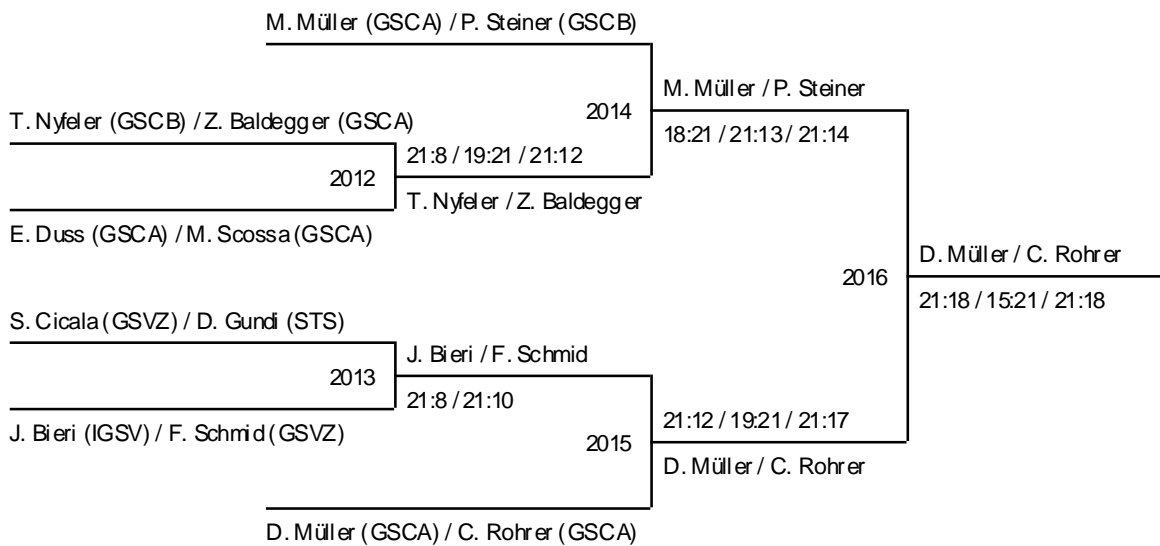 M. Müller (GSCA) / P. Steiner (GSCB)
2014
M. Müller / P. Steiner
18:21 / 21:13 / 21:14
T. Nyfeler (GSCB) / Z. Baldegger (GSCA)
2012
21:8 / 19:21 / 21:12
T. Nyfeler / Z. Baldegger
E. Duss (GSCA) / M. Scossa (GSCA)
2016
D. Müller / C. Rohrer
21:18 / 15:21 / 21:18
S. Cicala (GSVZ) / D. Gundi (STS)
2013
J. Bieri / F. Schmid
21:8 / 21:10
J. Bieri (IGSV) / F. Schmid (GSVZ)
2015
21:12 / 19:21 / 21:17
D. Müller / C. Rohrer
D. Müller (GSCA) / C. Rohrer (GSCA)